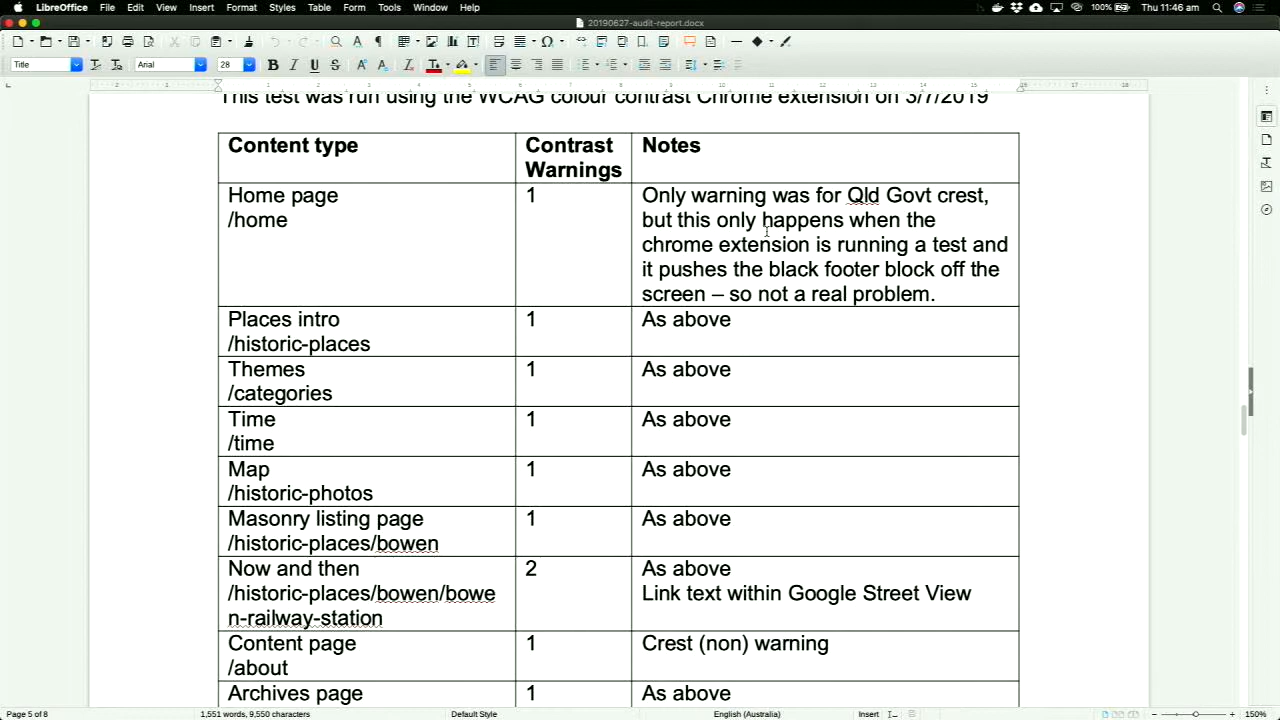 LibreOffice File Edit View Insert Format Styles Table Form Tools Window Help
100% Thu 11:46 am
20190627-audit-report.docx
Title Arial 28
This test was run using the WCAG colour contrast Chrome extension on 3/7/2019
Content type
Contrast
Warnings
Notes
Home page
/home
1
Only warning was for Qld Govt crest,
but this only happens when the
chrome extension is running a test and
it pushes the black footer block off the
screen – so not a real problem.
Places intro
/historic-places
1
As above
Themes
/categories
1
As above
Time
/time
1
As above
Map
/historic-photos
1
As above
Masonry listing page
/historic-places/bowen
1
As above
Now and then
/historic-places/bowen/bowe
n-railway-station
2
As above
Link text within Google Street View
Content page
/about
1
Crest (non) warning
Archives page
1
As above
Page 5 of 8 1,551 words, 9,550 characters Default Style English (Australia) Insert 150%